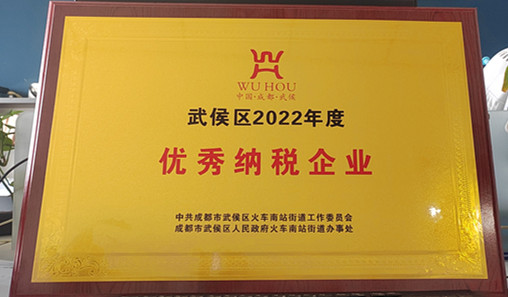 WU HOU
中国·成都·武侯
武侯区2022年度
优秀纳税企业
中共成都市武侯区火车南站街道工作委员会
成都市武侯区人民政府火车南站街道办事处